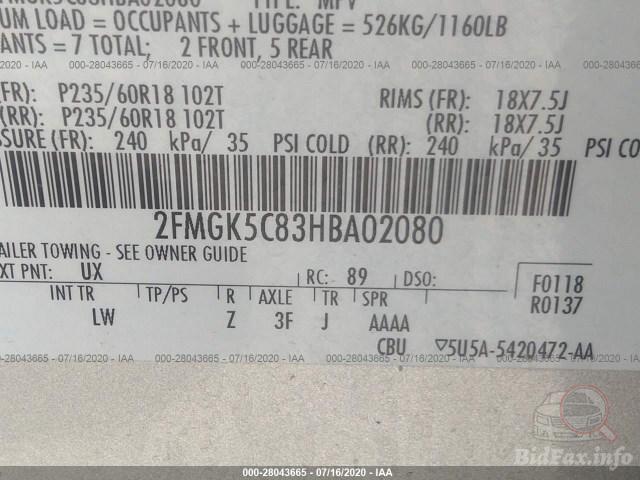 TYPE: MPV
UM LOAD = OCCUPANTS + LUGGAGE = 526KG/1160LB
ANTS = 7 TOTAL; 2 FRONT, 5 REAR
2020 - IAA 000-28043665 - 07/16/2020 - IAA 000-28043665 - 07/16/2020 - IAA 000-28043665
(FR): P235/60R18 102T RIMS (FR): 18X7.5J
(RR): P235/60R18 102T (RR): 18X7.5J
SSURE (FR): 240 kPa/ 35 PSI COLD (RR): 240 kPa/ 35 PSI CO
2FMGK5C83HBA02080
AILER TOWING - SEE OWNER GUIDE
XT PNT: UX RC: 89 DSO: F0118
INT TR TP/PS R AXLE TR SPR R0137
LW Z 3F J AAAA
CBU ▽5U5A-5420472-AA
2020 - IAA 000-28043665 - 07/16/2020 - IAA 000-28043665 - 07/16/2020 - IAA 000-28043665
BidFax.info
000-28043665 - 07/16/2020 - IAA